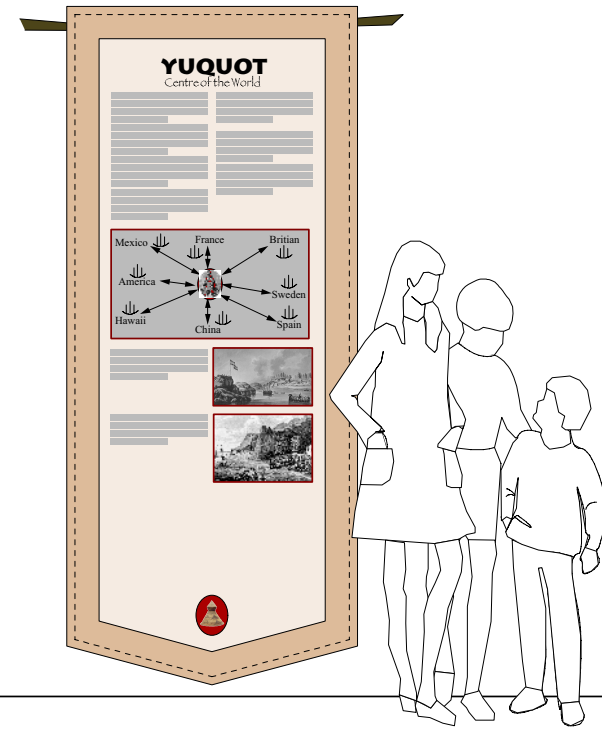 YUQUOT
Centre of the World
Mexico
France
Britian
America
Sweden
Hawaii
China
Spain